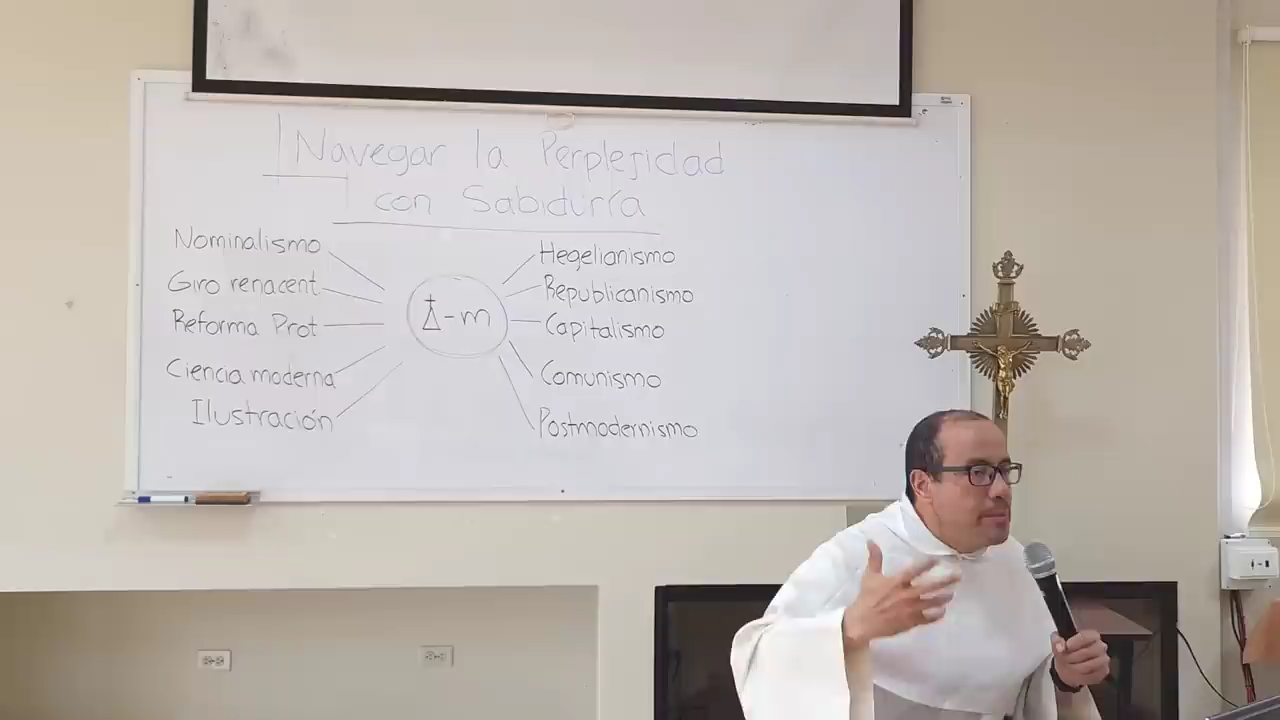 Navegar la Perplejidad
con Sabiduría
Nominalismo
Giro renacent.
Reforma Prot
Ciencia moderna
Ilustración
-m
Hegelianismo
Republicanismo
Capitalismo
Comunismo
Postmodernismo